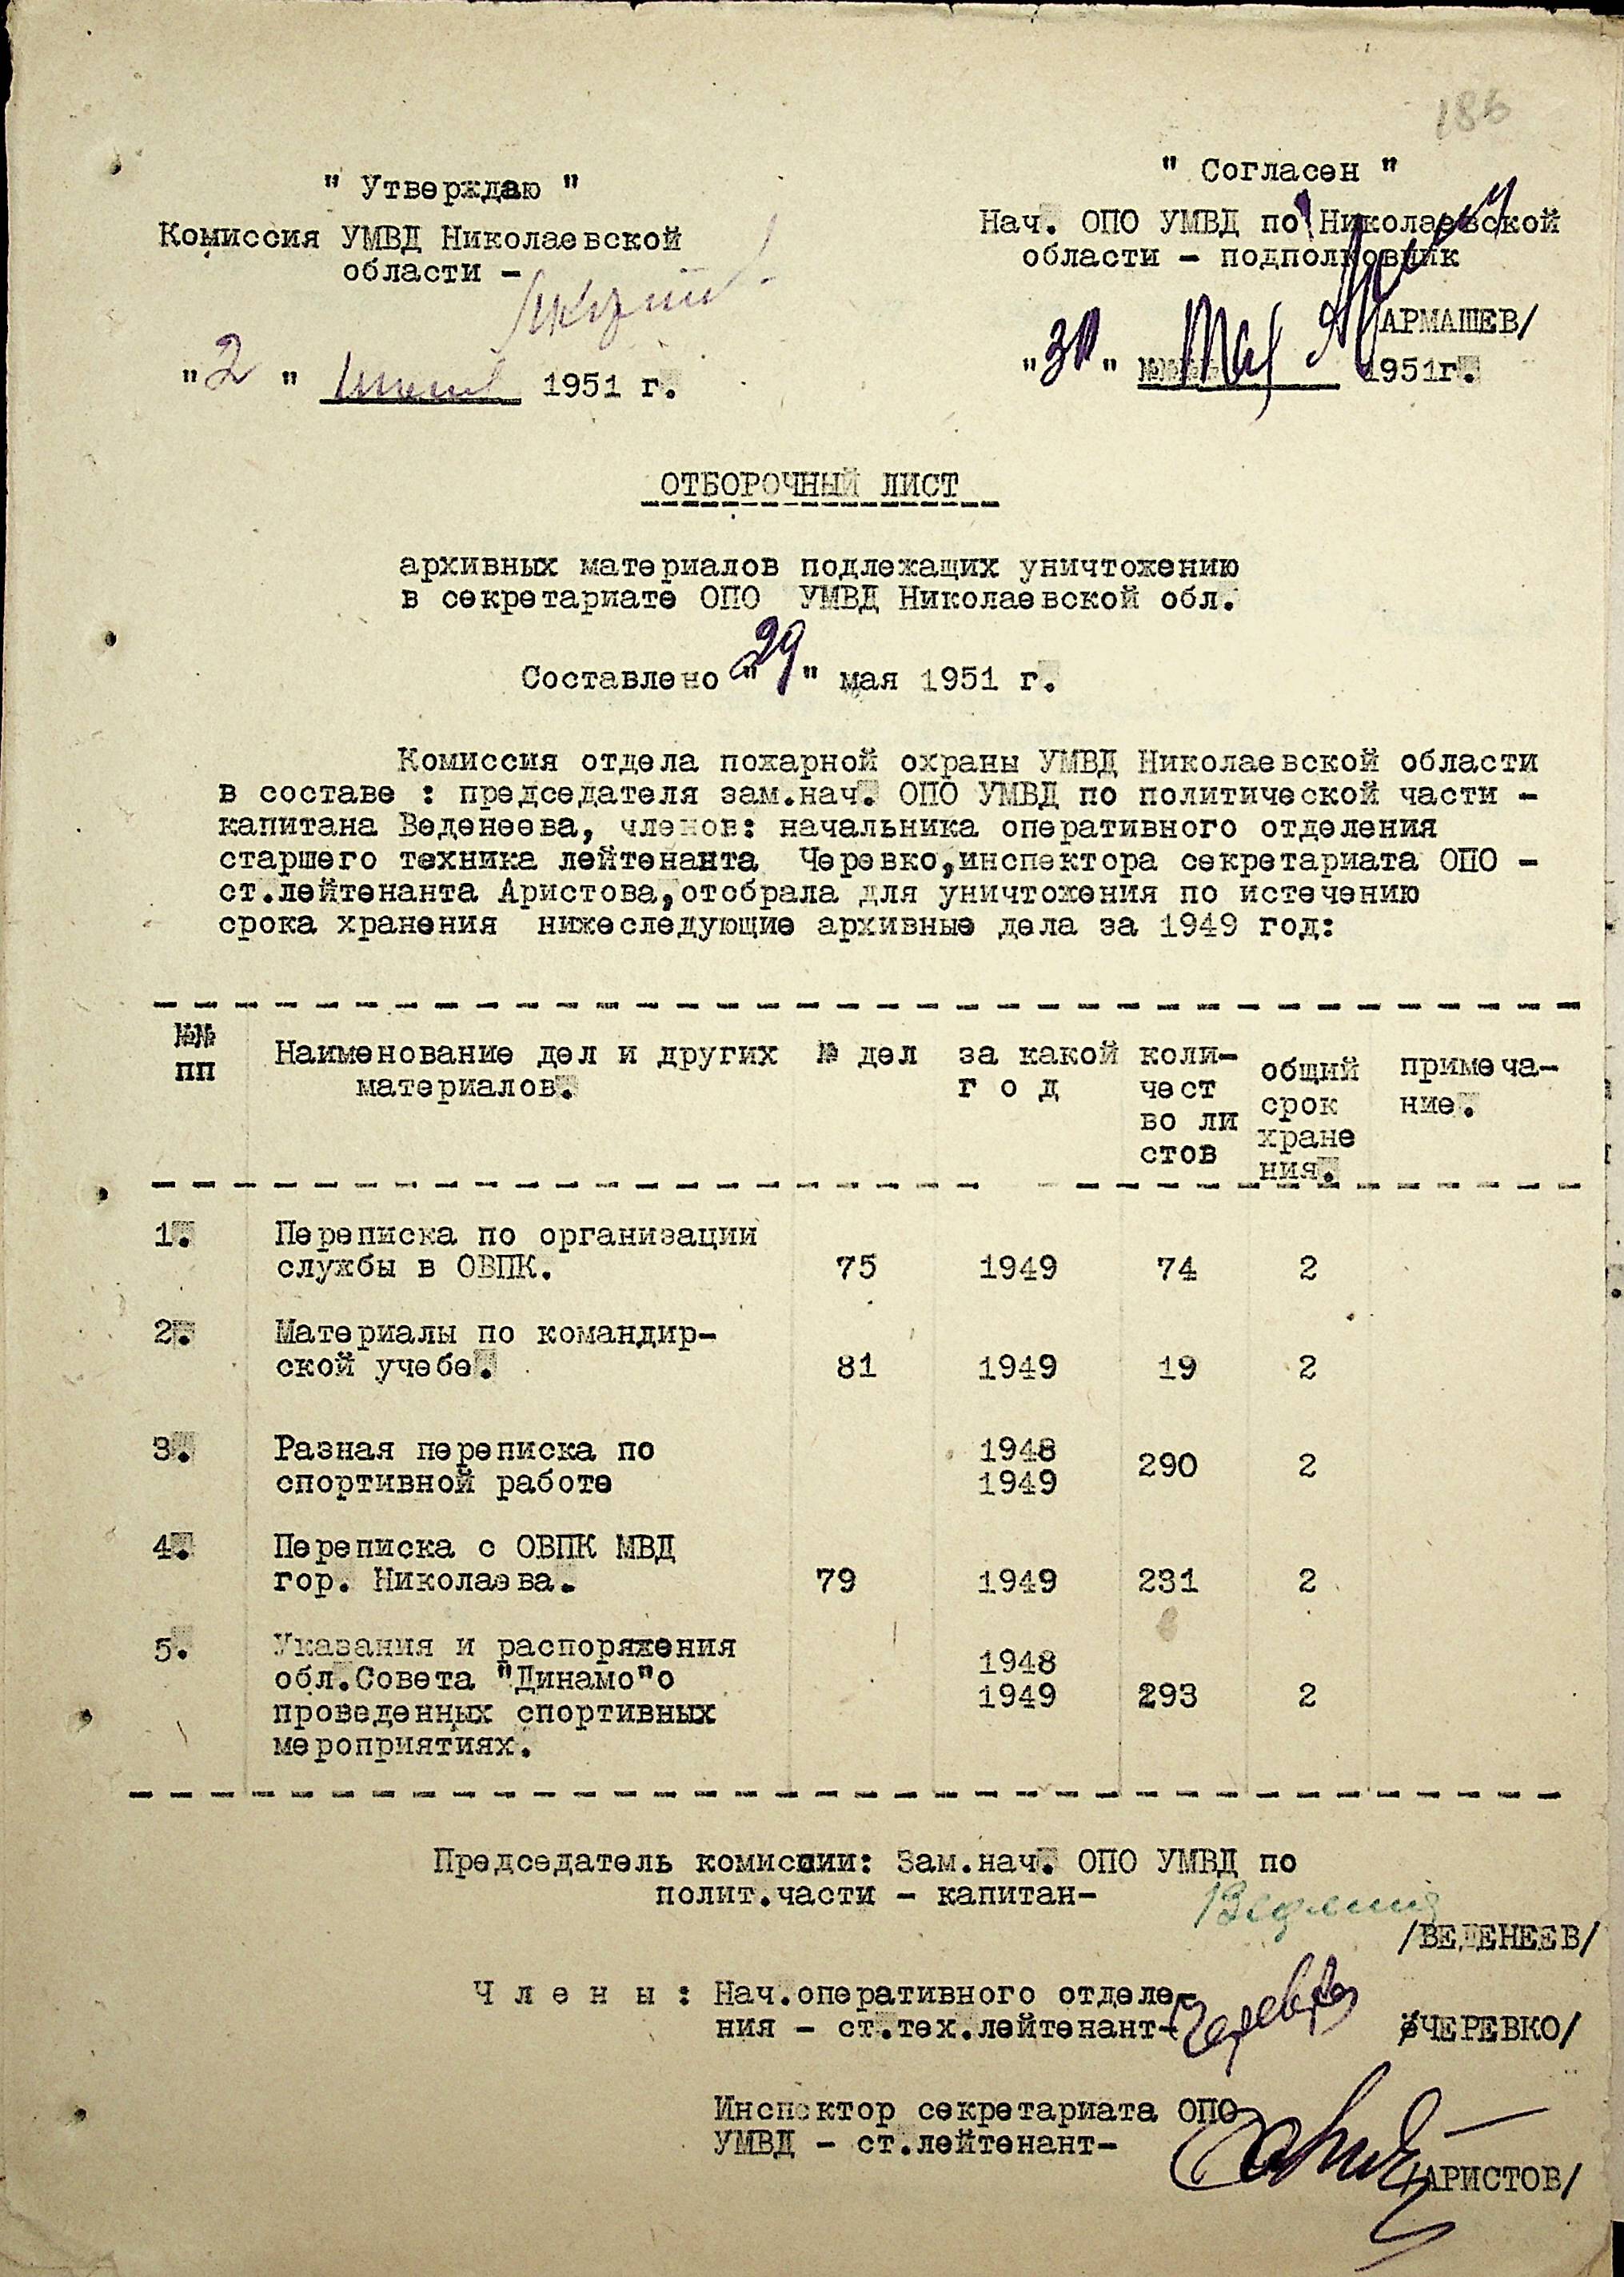 " Утверждаю "
Комиссия УМВД Николаевской
области -
"2" июня 1951 г.
" Согласен "
Нач. ОПО УМВД по Николаевской
области - подполковник
АРМАШЕВ/
"30" мая 1951г.
ОТБОРОЧНЫЙ ЛИСТ
архивных материалов подлежащих уничтожению
в секретариате ОПО УМВД Николаевской обл.
Составлено "29" мая 1951 г.
Комиссия отдела пожарной охраны УМВД Николаевской области
в составе : председателя зам.нач. ОПО УМВД по политической части -
капитана Веденеева, членов: начальника оперативного отделения
старшего техника лейтенанта Черевко,инспектора секретариата ОПО -
ст.лейтенанта Аристова,отобрала для уничтожения по истечению
срока хранения нижеследующие архивные дела за 1949 год:
№№ пп Наименование дел и других материалов. № дел за какой г о д коли- чест во ли стов общий срок хране ния. примеча- ние.
1. Переписка по организации
службы в ОВПК. 75 1949 74 2
2. Материалы по командир-
ской учебе. 81 1949 19 2
3. Разная переписка по 1948
спортивной работе 1949 290 2
4. Переписка с ОВПК МВД
гор. Николаева. 79 1949 231 2
5. Указания и распоряжения
обл.Совета "Динамо"о 1948
проведенных спортивных 1949 293 2
мероприятиях.
Председатель комиссии: Зам.нач. ОПО УМВД по
полит.части - капитан-
/ВЕДЕНЕЕВ/
Ч л е н ы : Нач.оперативного отделе-
ния - ст.тех.лейтенант- Черевко /ЧЕРЕВКО/
Инспектор секретариата ОПО
УМВД - ст.лейтенант-
/АРИСТОВ/